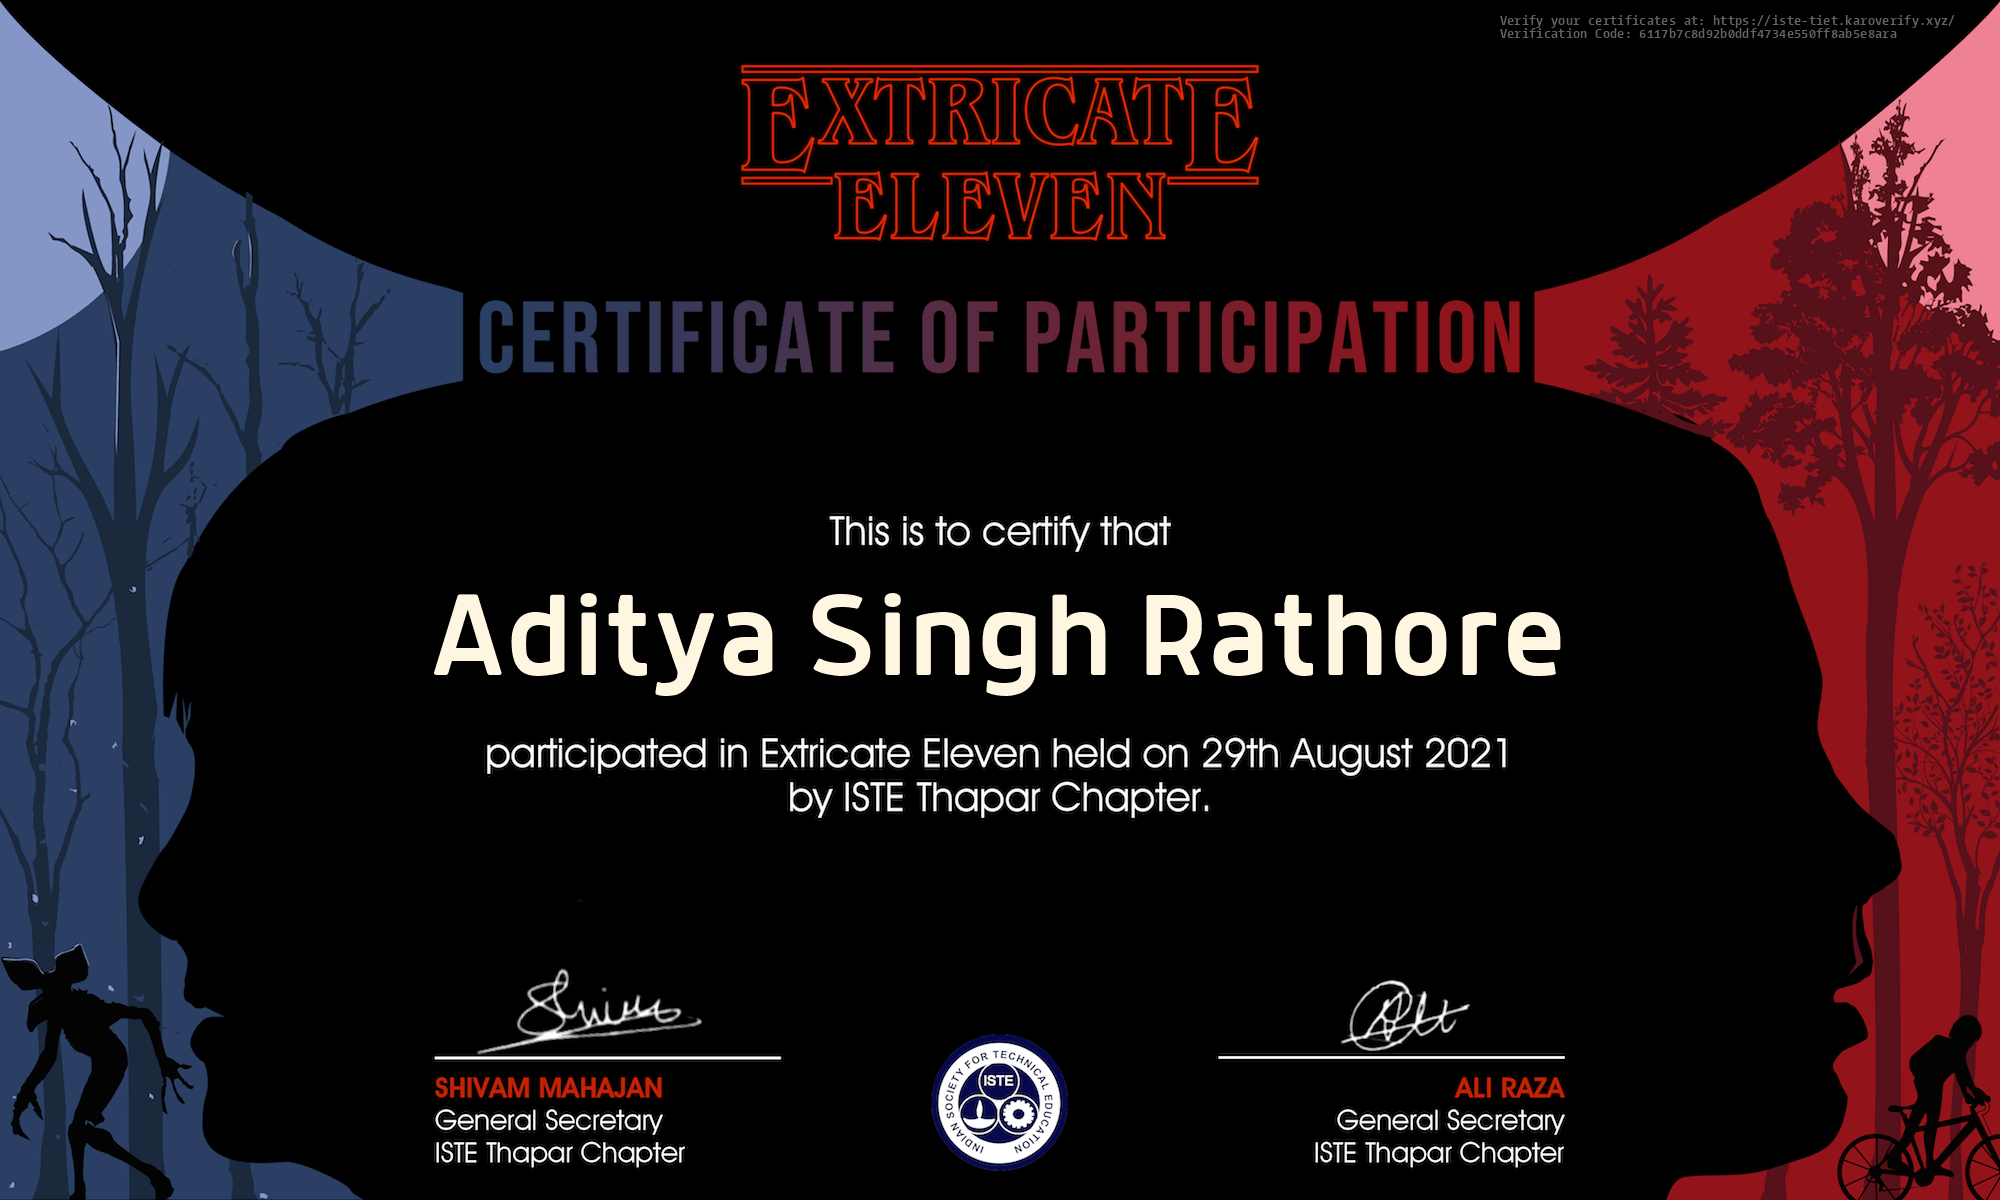 Verify your certificates at: https://iste-tiet.karoverify.xyz/
Verification Code: 6117b7c8d92b0ddf4734e550ff8ab5e8ara
EXTRICATE
ELEVEN
CERTIFICATE OF PARTICIPATION
This is to certify that
Aditya Singh Rathore
participated in Extricate Eleven held on 29th August 2021
by ISTE Thapar Chapter.
Shivam
Ali
SHIVAM MAHAJAN
General Secretary
ISTE Thapar Chapter
INDIAN SOCIETY FOR TECHNICAL EDUCATION
ISTE
ALI RAZA
General Secretary
ISTE Thapar Chapter